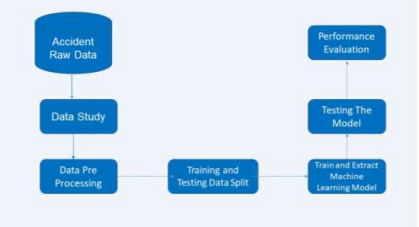 Accident
Raw Data
Data Study
Data Pre
Processing
Training and
Testing Data Split
Train and Extract
Machine
Learning Model
Testing The
Model
Performance
Evaluation